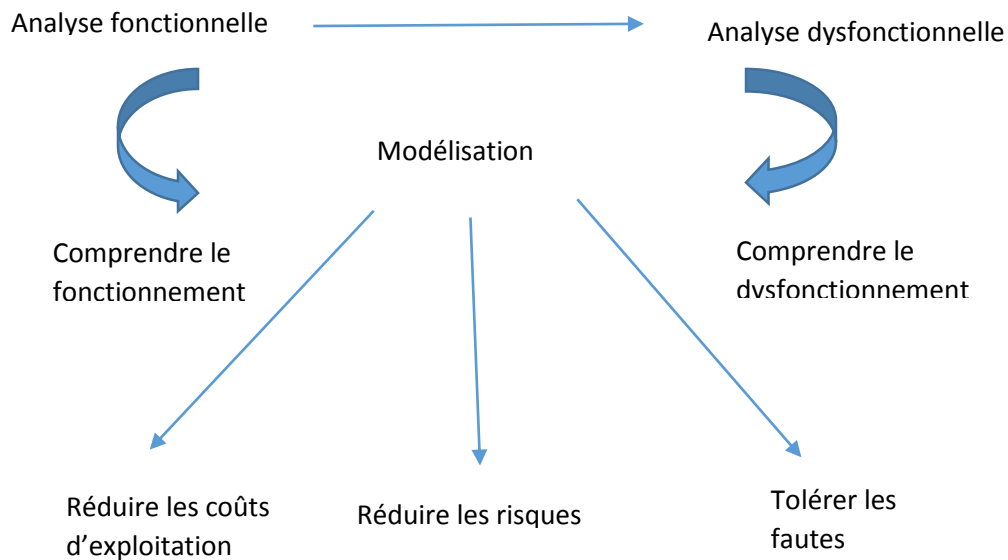 Analyse fonctionnelle
Analyse dysfonctionnelle
Modélisation
Comprendre le
fonctionnement
Comprendre le
dysfonctionnement
Réduire les coûts
d’exploitation
Réduire les risques
Tolérer les
fautes